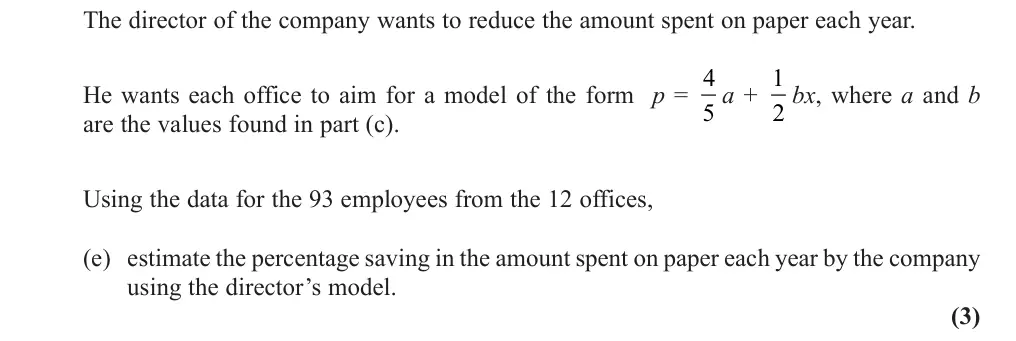 The director of the company wants to reduce the amount spent on paper each year.
He wants each office to aim for a model of the form p = 4/5 a + 1/2 bx, where a and b
are the values found in part (c).
Using the data for the 93 employees from the 12 offices,
(e) estimate the percentage saving in the amount spent on paper each year by the company
using the director's model.
(3)